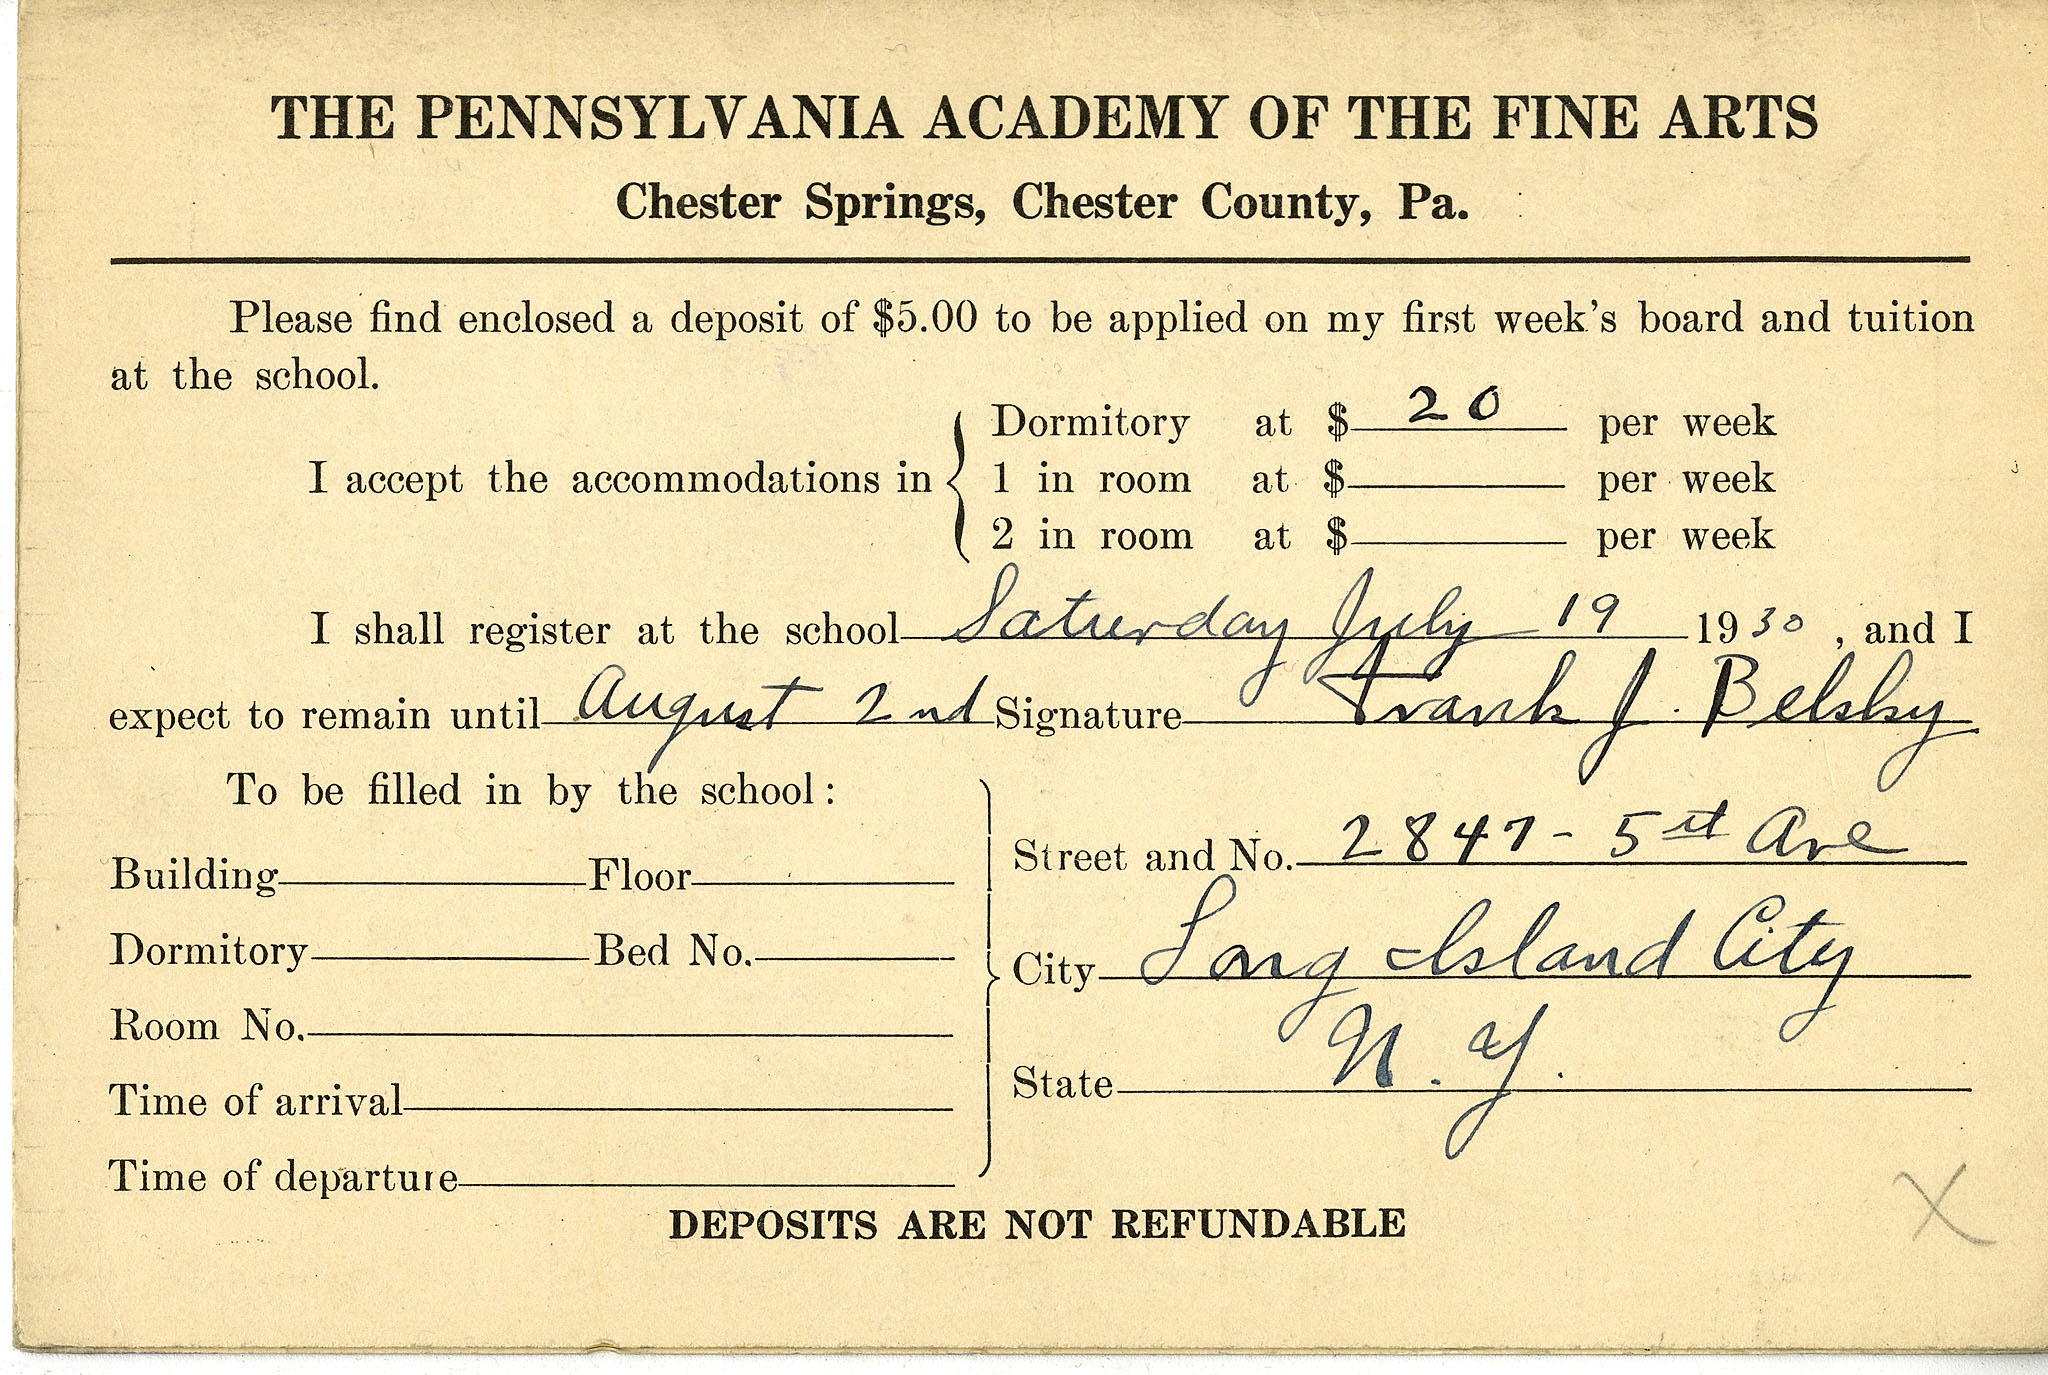 THE PENNSYLVANIA ACADEMY OF THE FINE ARTS
Chester Springs, Chester County, Pa.
Please find enclosed a deposit of $5.00 to be applied on my first week's board and tuition
at the school.
Dormitory at $ 20 per week
I accept the accommodations in 1 in room at $ per week
2 in room at $ per week
I shall register at the school Saturday July 19 1930, and I
expect to remain until August 2nd Signature Frank J. Belsky
To be filled in by the school:
Street and No. 2847 - 5st Ave
Building Floor
Dormitory Bed No.
City Long Island City
Room No.
State N. Y.
Time of arrival
Time of departure
DEPOSITS ARE NOT REFUNDABLE
X